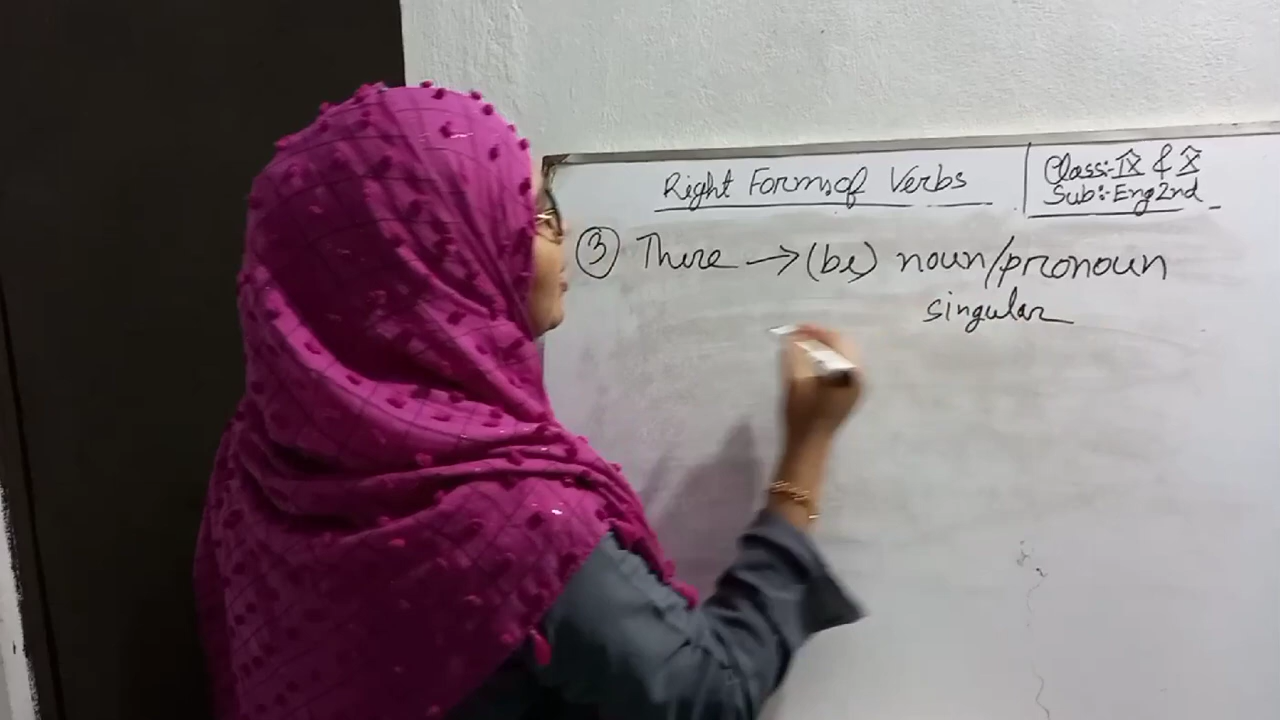 Right Forms of Verbs
Class:- IX & X
Sub:- Eng 2nd
③ There → (be) noun/pronoun
singular